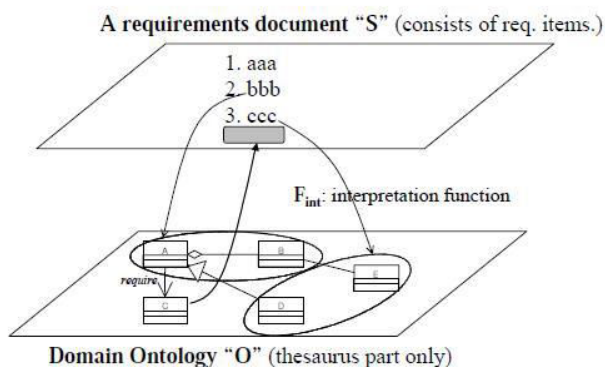 A requirements document “S” (consists of req. items.)
1. aaa
2. bbb
3. ccc
F_int: interpretation function
A
B
E
require
C
D
Domain Ontology “O” (thesaurus part only)